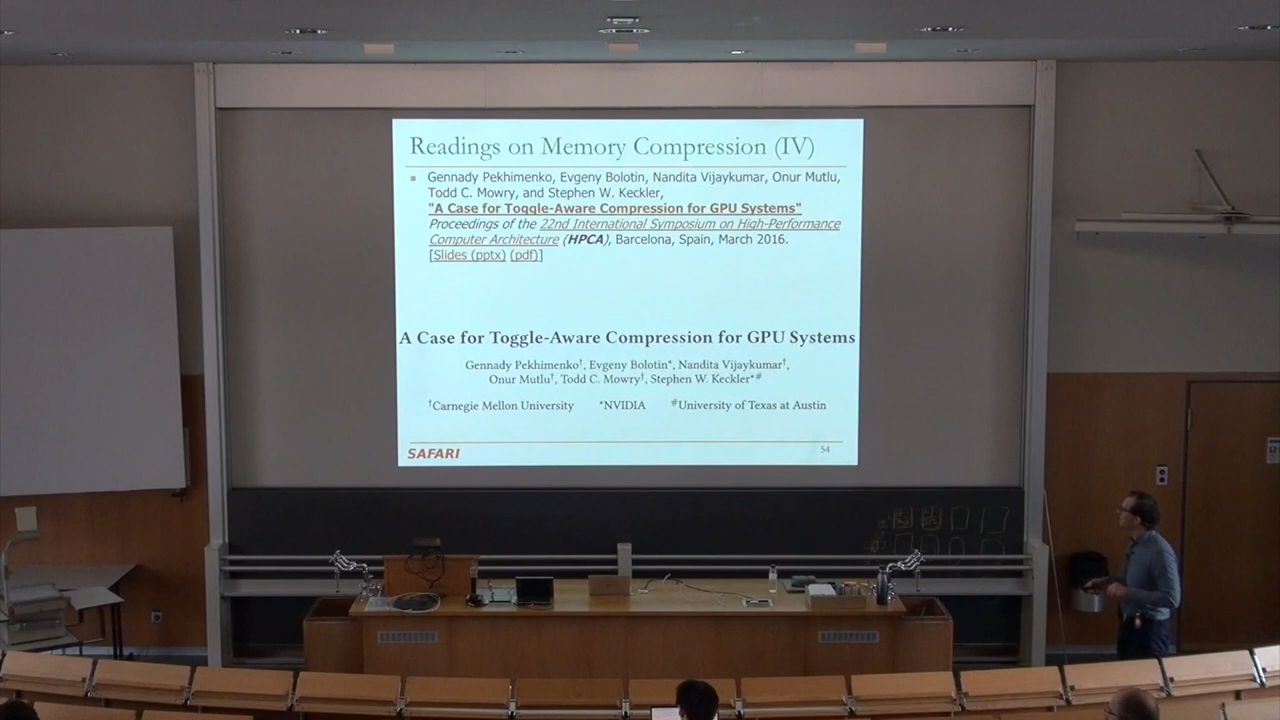 Readings on Memory Compression (IV)
Gennady Pekhimenko, Evgeny Bolotin, Nandita Vijaykumar, Onur Mutlu,
Todd C. Mowry, and Stephen W. Keckler,
"A Case for Toggle-Aware Compression for GPU Systems"
Proceedings of the 22nd International Symposium on High-Performance
Computer Architecture (HPCA), Barcelona, Spain, March 2016.
[Slides (pptx) (pdf)]
A Case for Toggle-Aware Compression for GPU Systems
Gennady Pekhimenko†, Evgeny Bolotin*, Nandita Vijaykumar†,
Onur Mutlu†, Todd C. Mowry†, Stephen W. Keckler*#
†Carnegie Mellon University *NVIDIA #University of Texas at Austin
SAFARI 54